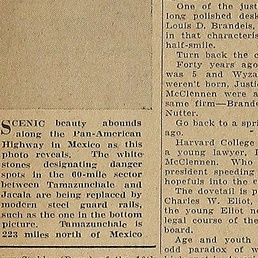 SCENIC beauty abounds
along the Pan-American
Highway in Mexico as this
photo reveals. The white
stones designating danger
spots in the 60-mile sector
between Tamazunchale and
Jacala are being replaced by
modern steel guard rails,
such as the one in the bottom
picture. Tamazunchale is
223 miles north of Mexico
One of the just
long polished desk
Louis D. Brandeis,
in that characteris
half-smile.
Turn back the c
Forty years ago
was 5 and Wyza
weren't born, Justi
McClennen were a
same firm—Brande
Nutter.
Go back to a spri
ago.
Harvard College
a young lawyer, I
McClennen. Who
president speeding
hopefuls into the c
The dovetail is p
Charles W. Eliot,
the young Eliot ne
legal course of the
board.
Age and youth
odd paradox of w